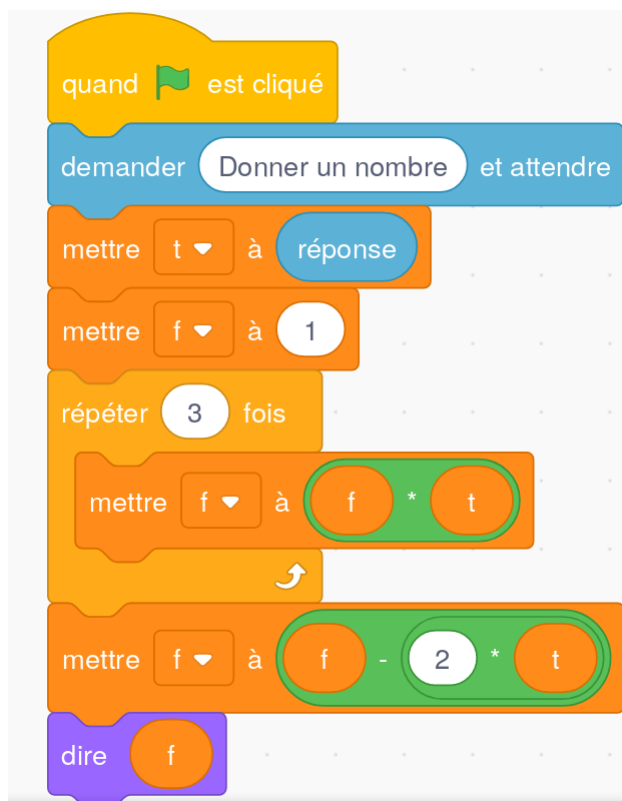 quand est cliqué
demander Donner un nombre et attendre
mettre t à réponse
mettre f à 1
répéter 3 fois
mettre f à f * t
mettre f à f - 2 * t
dire f